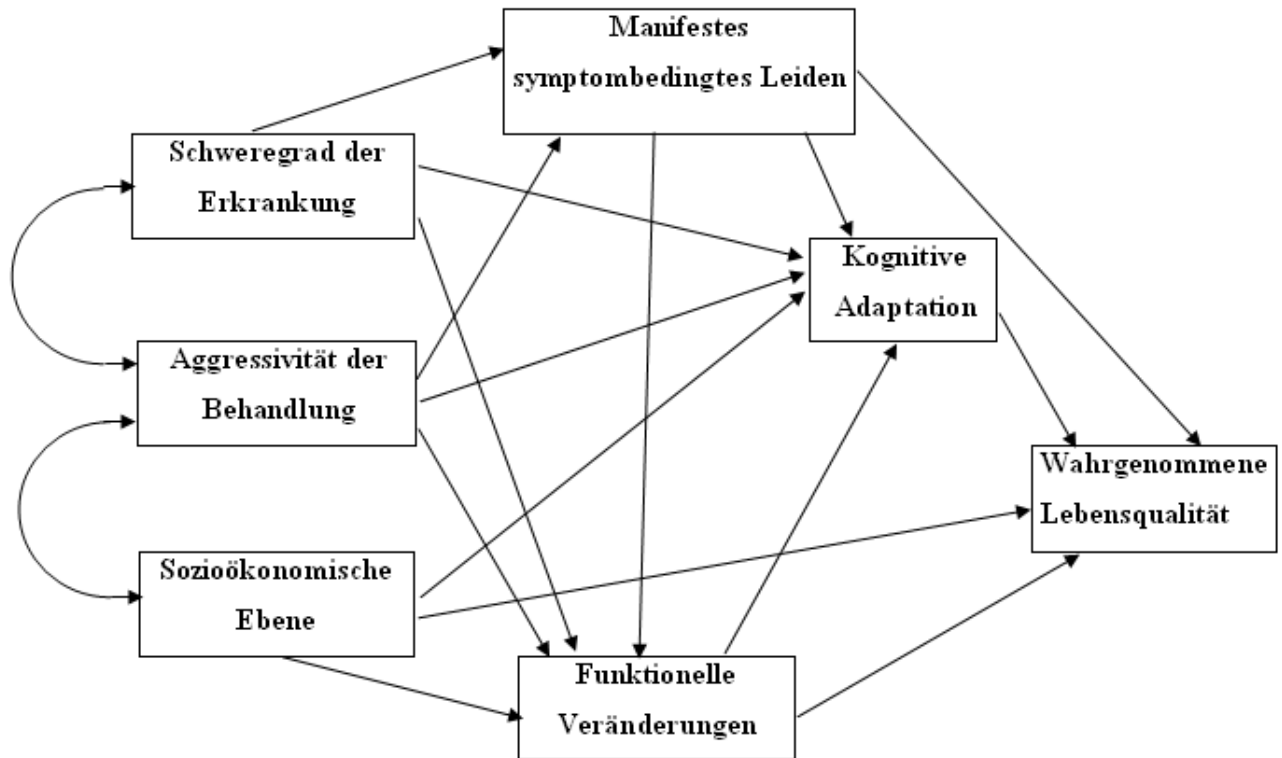 Manifestes
symptombedingtes Leiden
Schweregrad der
Erkrankung
Kognitive
Adaptation
Aggressivität der
Behandlung
Wahrgenommene
Lebensqualität
Sozioökonomische
Ebene
Funktionelle
Veränderungen